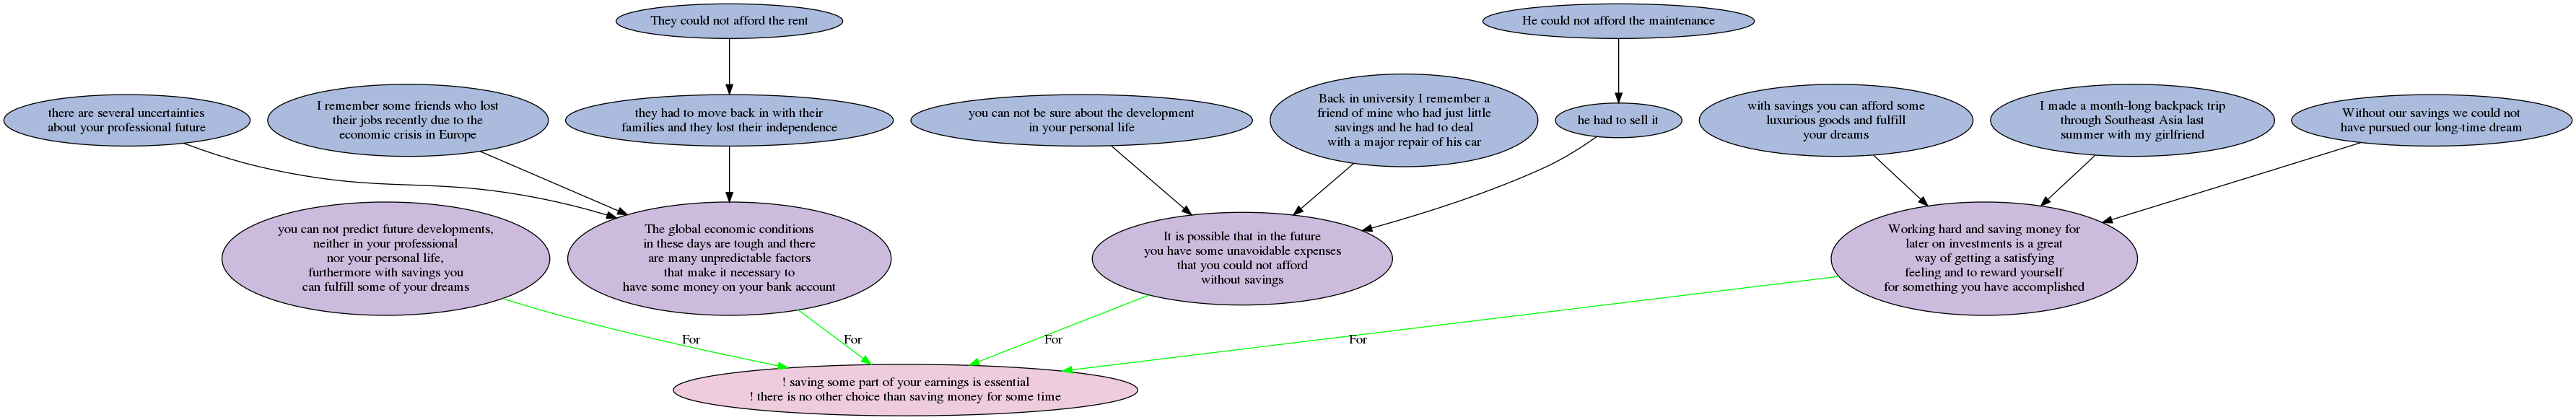 They could not afford the rent
He could not afford the maintenance
there are several uncertainties
about your professional future
I remember some friends who lost
their jobs recently due to the
economic crisis in Europe
they had to move back in with their
families and they lost their independence
you can not be sure about the development
in your personal life
Back in university I remember a
friend of mine who had just little
savings and he had to deal
with a major repair of his car
he had to sell it
with savings you can afford some
luxurious goods and fulfill
your dreams
I made a month-long backpack trip
through Southeast Asia last
summer with my girlfriend
Without our savings we could not
have pursued our long-time dream
you can not predict future developments,
neither in your professional
nor your personal life,
furthermore with savings you
can fulfill some of your dreams
The global economic conditions
in these days are tough and there
are many unpredictable factors
that make it necessary to
have some money on your bank account
It is possible that in the future
you have some unavoidable expenses
that you could not afford
without savings
Working hard and saving money for
later on investments is a great
way of getting a satisfying
feeling and to reward yourself
for something you have accomplished
For
For
For
For
! saving some part of your earnings is essential
! there is no other choice than saving money for some time